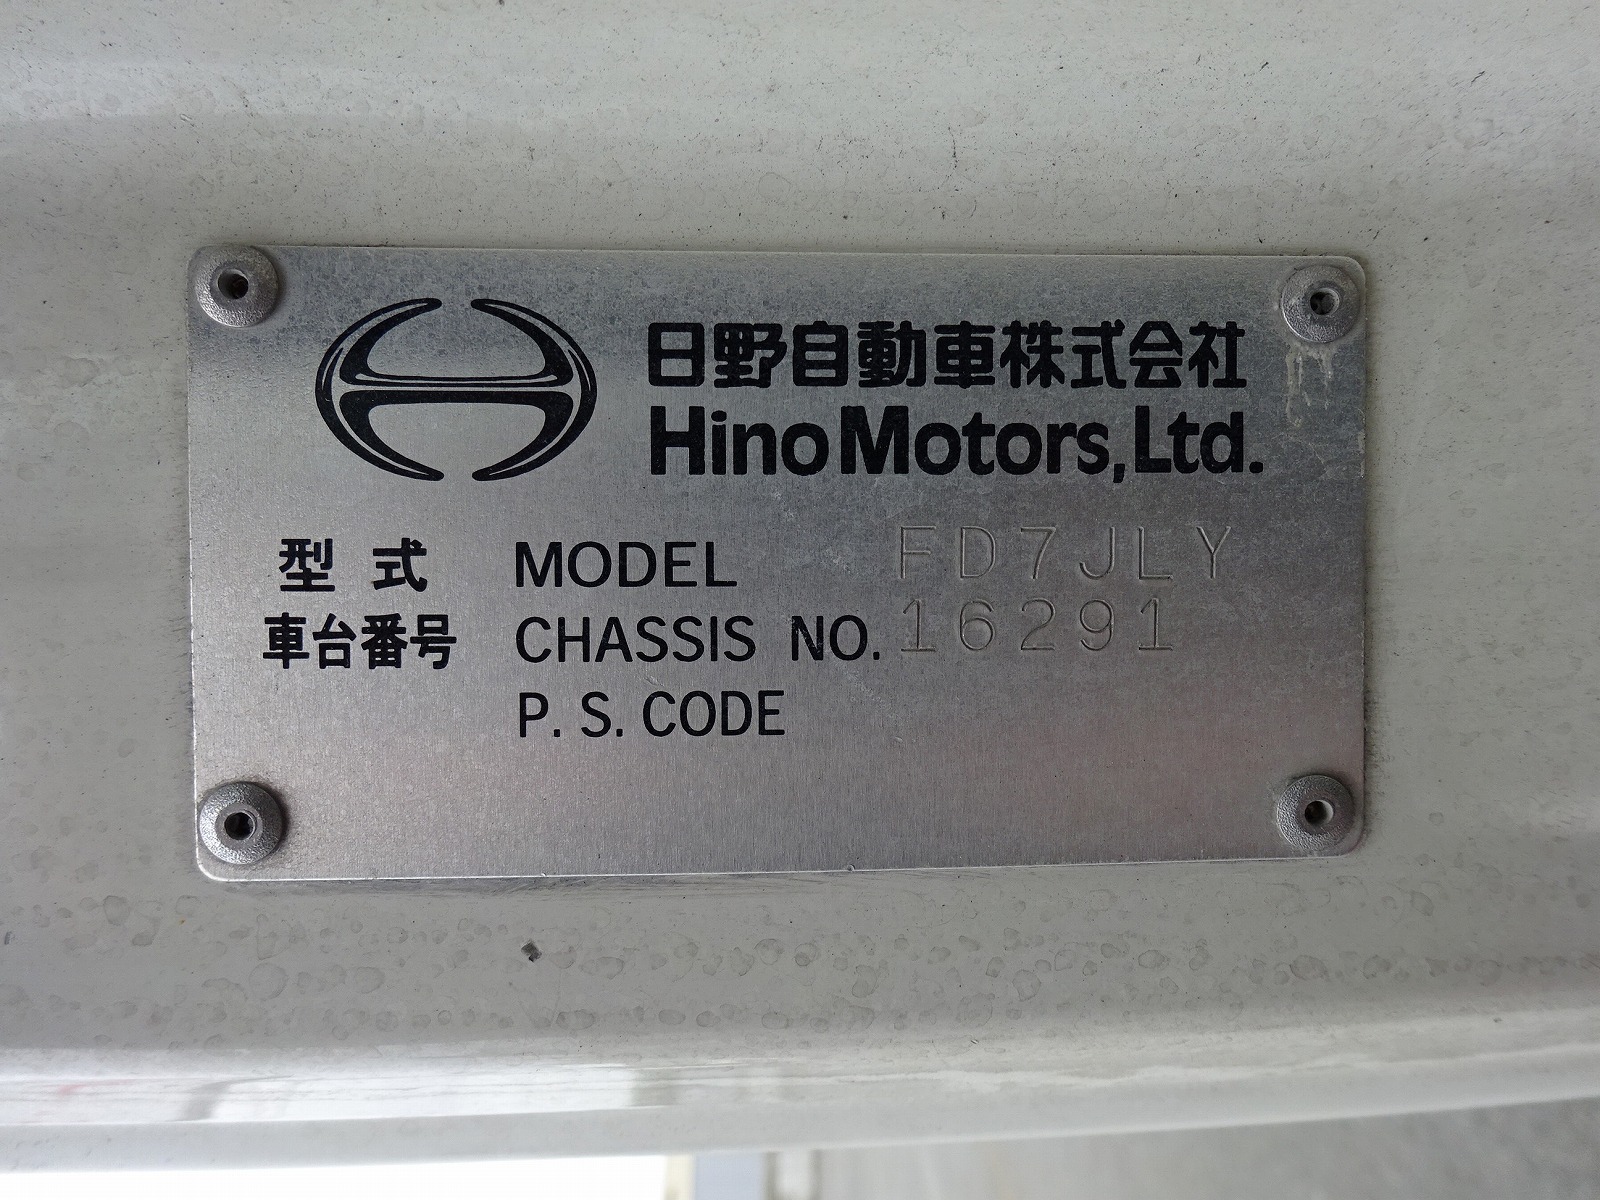 日野自動車株式会社
Hino Motors, Ltd.
型式 MODEL FD7JLY
車台番号 CHASSIS NO. 16291
P. S. CODE